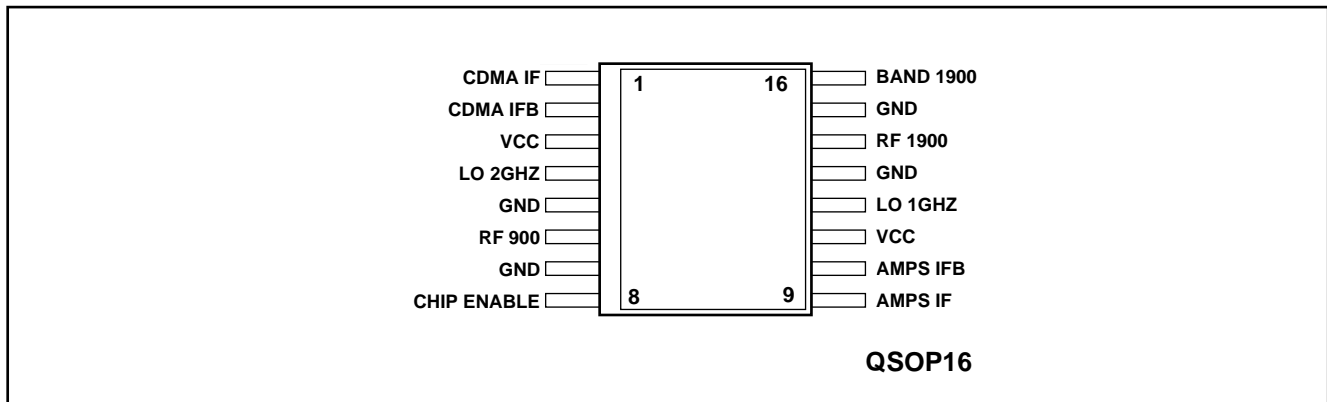 CDMA IF 1 16 BAND 1900
CDMA IFB GND
VCC RF 1900
LO 2GHZ GND
GND LO 1GHZ
RF 900 VCC
GND AMPS IFB
CHIP ENABLE 8 9 AMPS IF
QSOP16